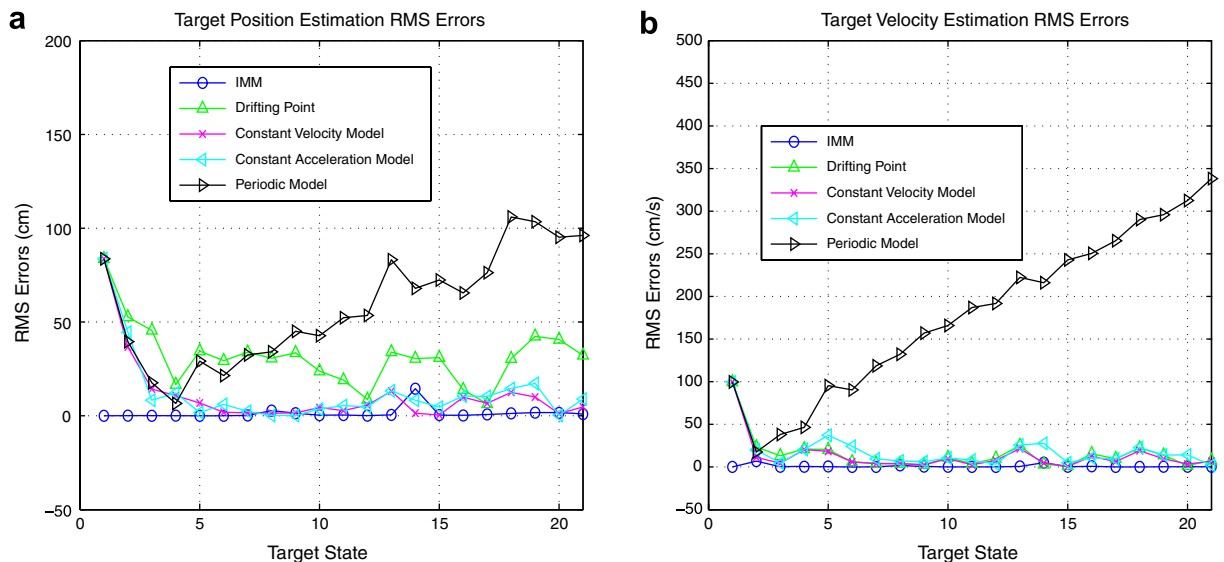 a
Target Position Estimation RMS Errors
200
150
100
50
0
−50
RMS Errors (cm)
IMM
Drifting Point
Constant Velocity Model
Constant Acceleration Model
Periodic Model
0
5
10
15
20
Target State
b
Target Velocity Estimation RMS Errors
500
450
400
350
300
250
200
150
100
50
0
−50
RMS Errors (cm/s)
IMM
Drifting Point
Constant Velocity Model
Constant Acceleration Model
Periodic Model
0
5
10
15
20
Target State